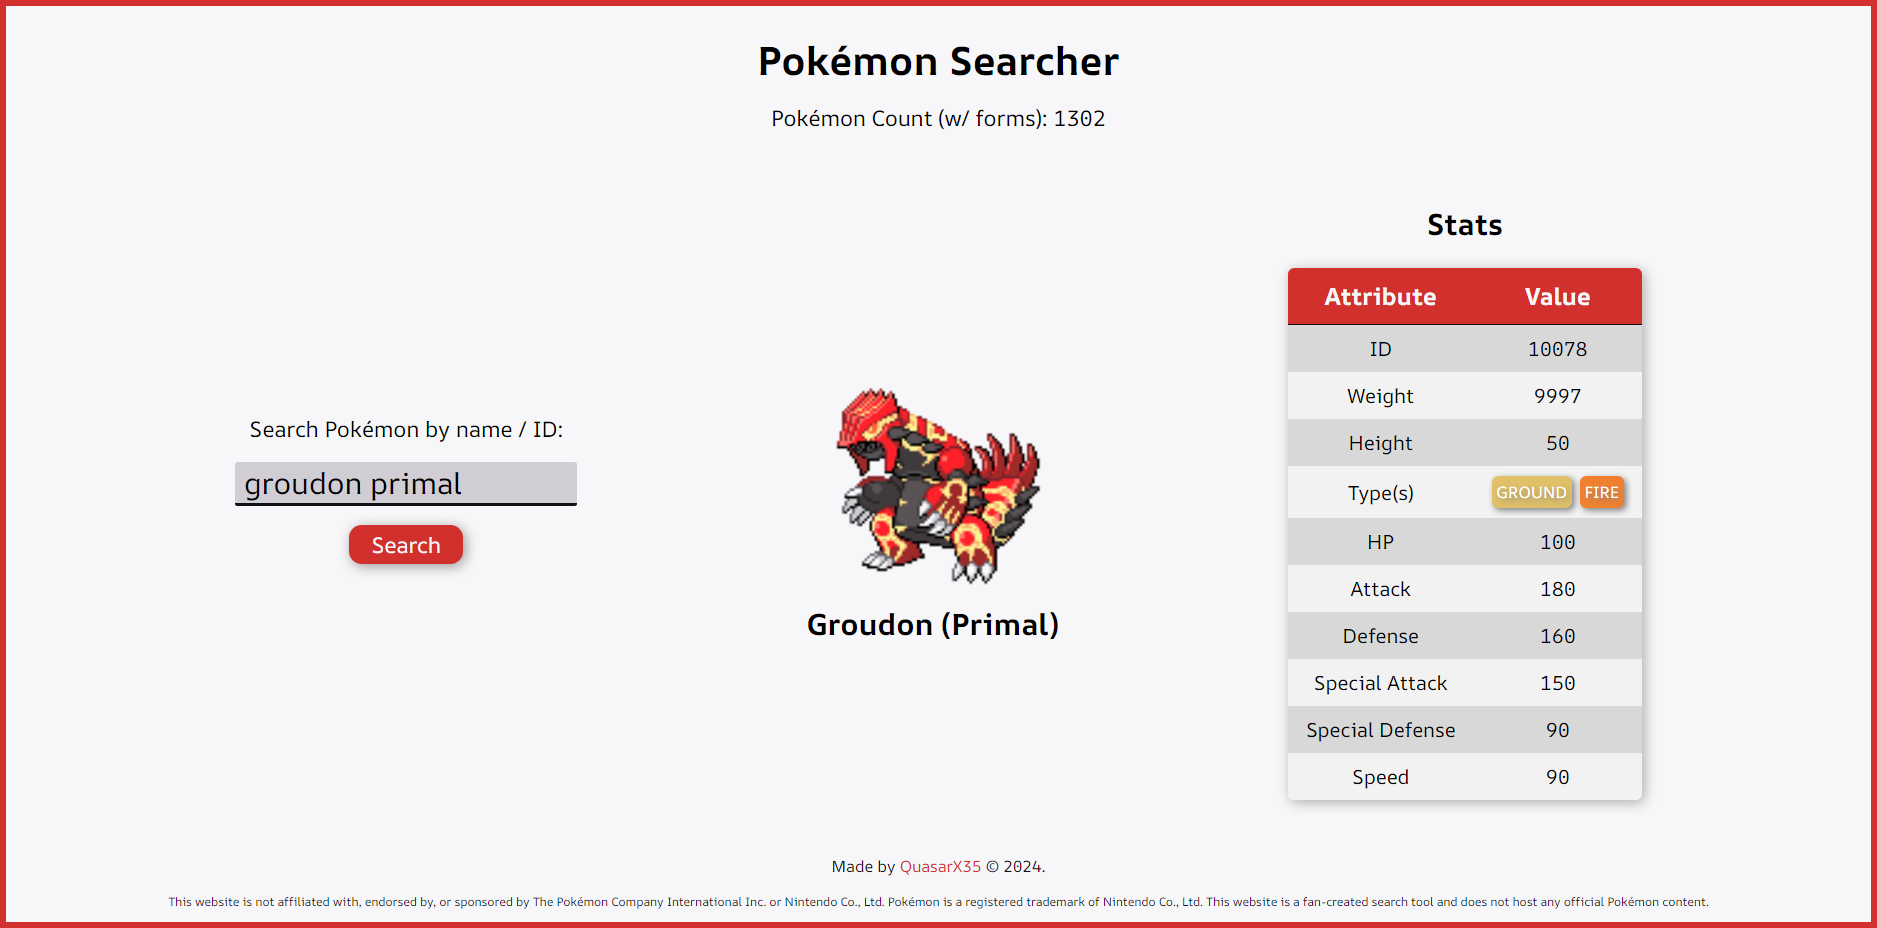 Pokémon Searcher
Pokémon Count (w/ forms): 1302
Search Pokémon by name / ID:
groudon primal
Search
Groudon (Primal)
Stats
Attribute Value
ID 10078
Weight 9997
Height 50
Type(s) GROUND FIRE
HP 100
Attack 180
Defense 160
Special Attack 150
Special Defense 90
Speed 90
Made by QuasarX35 © 2024.
This website is not affiliated with, endorsed by, or sponsored by The Pokémon Company International Inc. or Nintendo Co., Ltd. Pokémon is a registered trademark of Nintendo Co., Ltd. This website is a fan-created search tool and does not host any official Pokémon content.